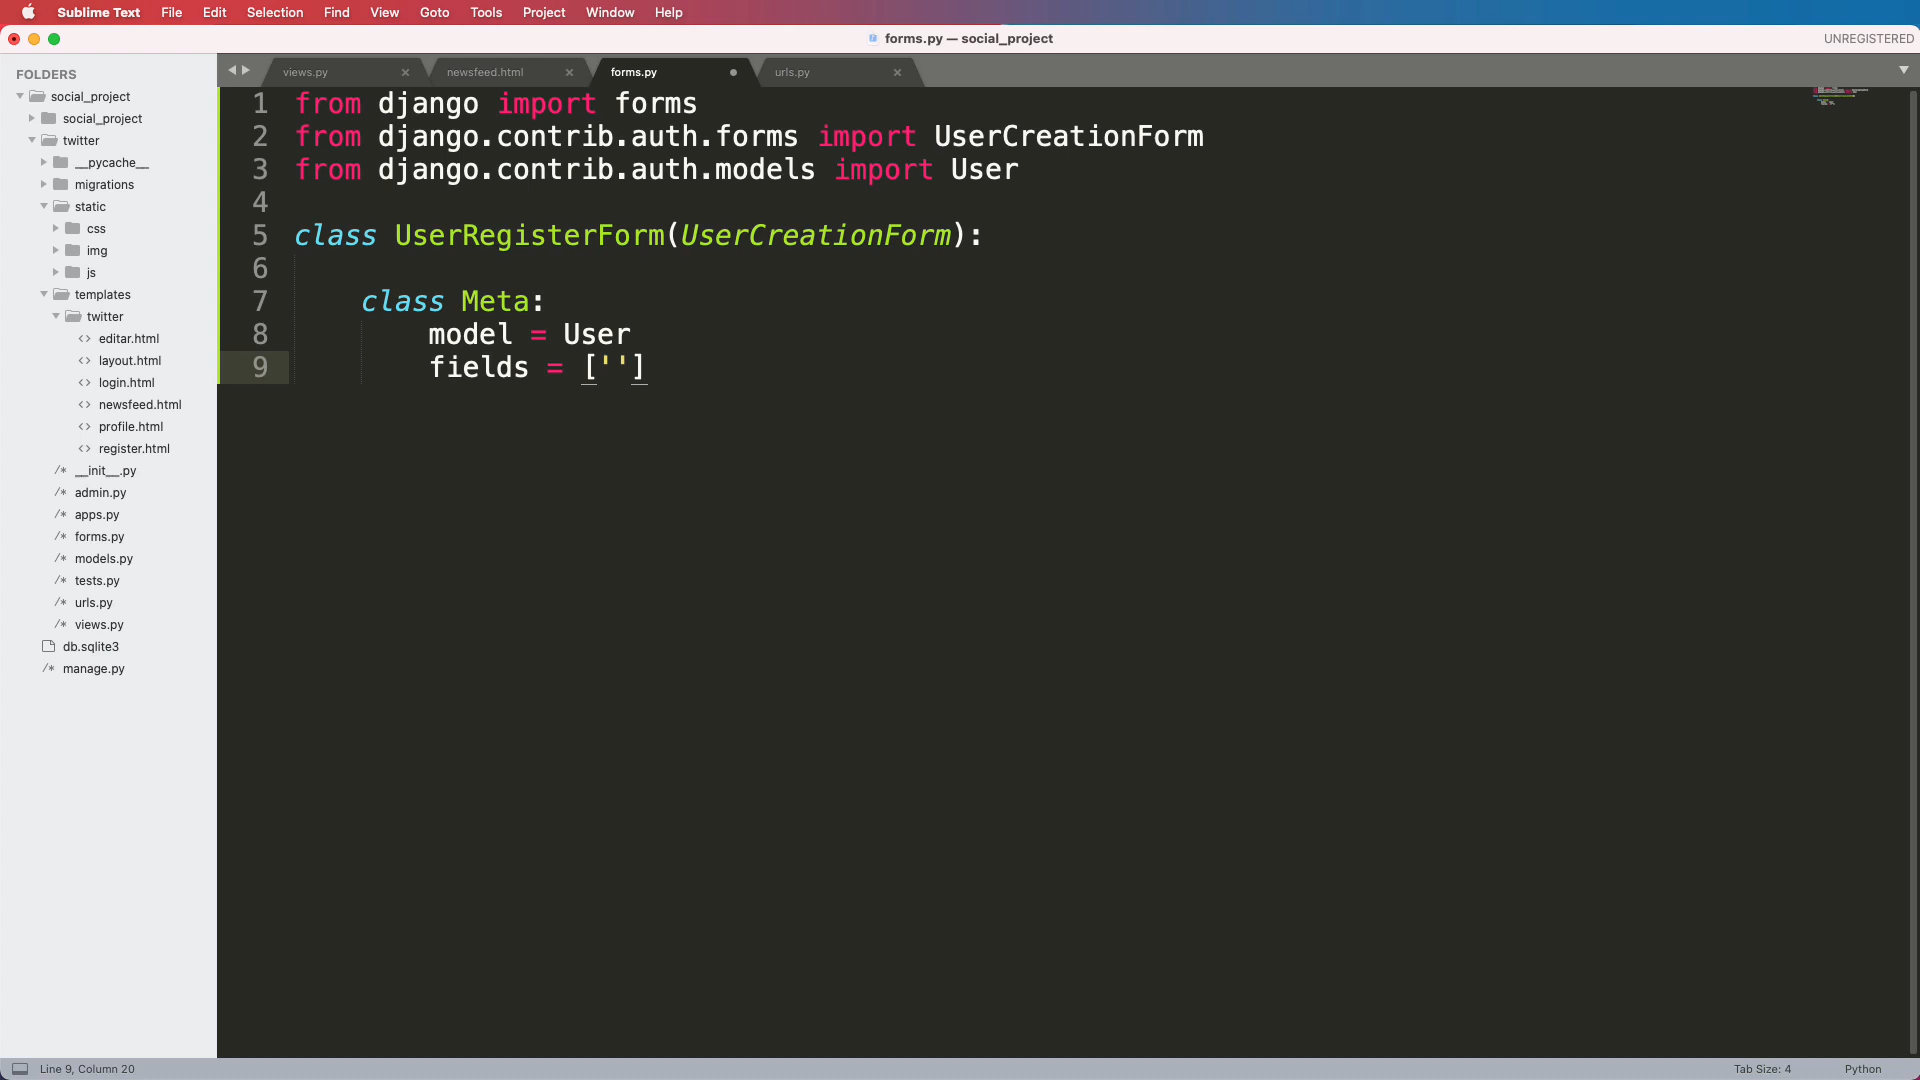 Sublime Text File Edit Selection Find View Goto Tools Project Window Help
forms.py — social_project
UNREGISTERED
FOLDERS
social_project
social_project
twitter
__pycache__
migrations
static
css
img
js
templates
twitter
<> editar.html
<> layout.html
<> login.html
<> newsfeed.html
<> profile.html
<> register.html
/* __init__.py
/* admin.py
/* apps.py
/* forms.py
/* models.py
/* tests.py
/* urls.py
/* views.py
db.sqlite3
/* manage.py
views.py newsfeed.html forms.py urls.py
1 from django import forms
2 from django.contrib.auth.forms import UserCreationForm
3 from django.contrib.auth.models import User
4
5 class UserRegisterForm(UserCreationForm):
6
7 class Meta:
8 model = User
9 fields = ['']
Line 9, Column 20
Tab Size: 4
Python